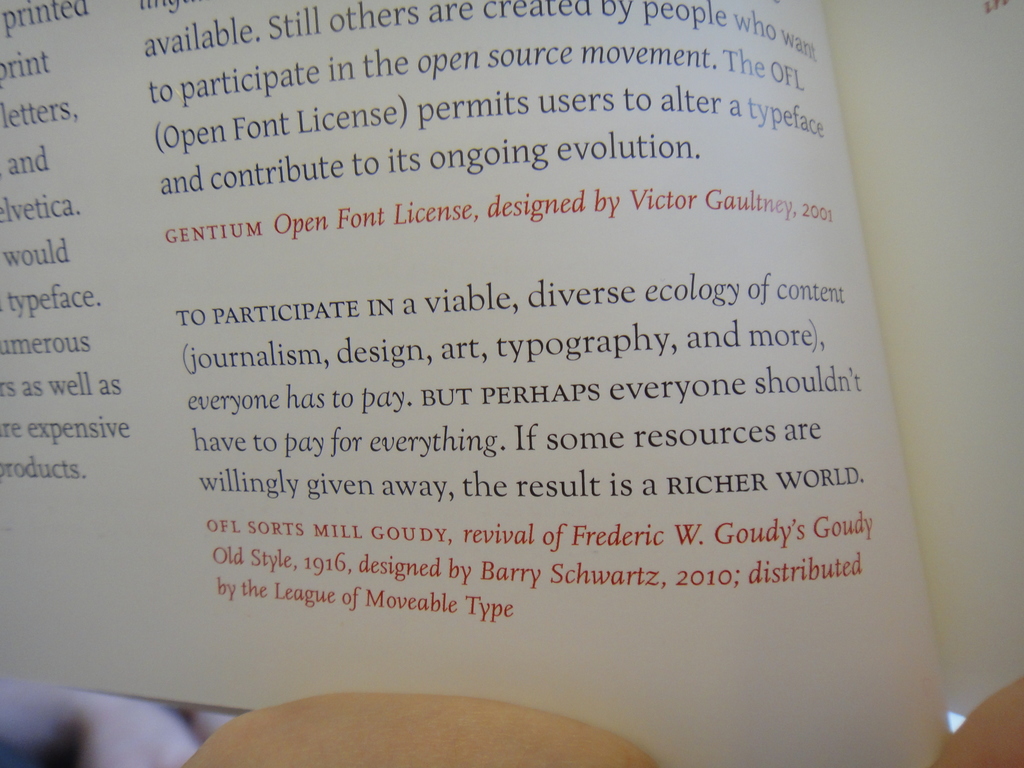 printed
print
letters,
, and
elvetica.
would
typeface.
umerous
rs as well as
re expensive
products.
available. Still others are created by people who want
to participate in the open source movement. The OFL
(Open Font License) permits users to alter a typeface
and contribute to its ongoing evolution.
GENTIUM Open Font License, designed by Victor Gaultney, 2001
TO PARTICIPATE IN a viable, diverse ecology of content
(journalism, design, art, typography, and more),
everyone has to pay. BUT PERHAPS everyone shouldn't
have to pay for everything. If some resources are
willingly given away, the result is a RICHER WORLD.
OFL SORTS MILL GOUDY, revival of Frederic W. Goudy's Goudy
Old Style, 1916, designed by Barry Schwartz, 2010; distributed
by the League of Moveable Type